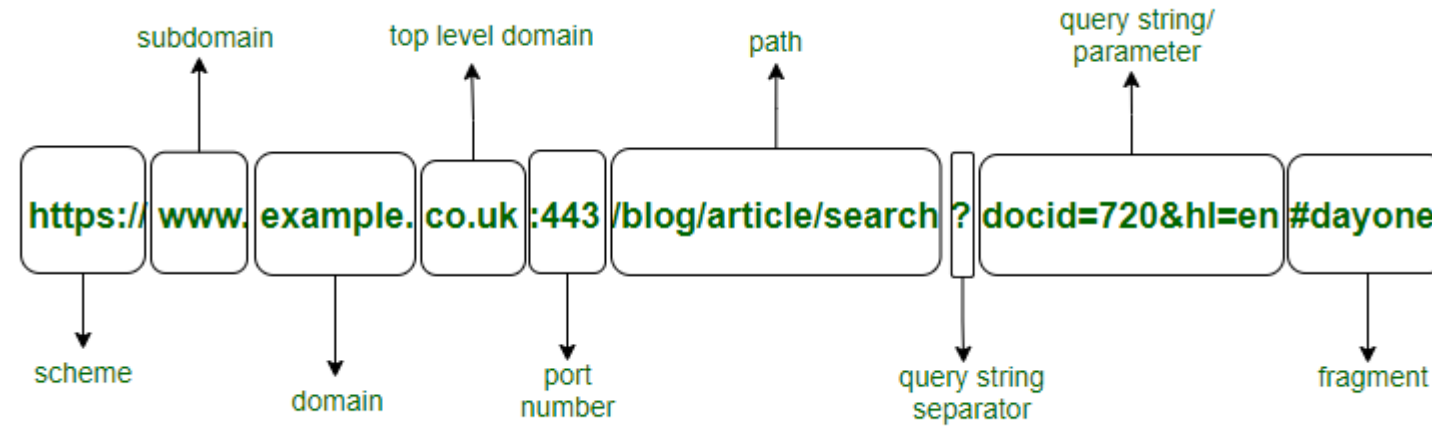 subdomain
top level domain
path
query string/
parameter
https:// www. example. co.uk :443 /blog/article/search ? docid=720&hl=en #dayone
scheme
domain
port
number
query string
separator
fragment